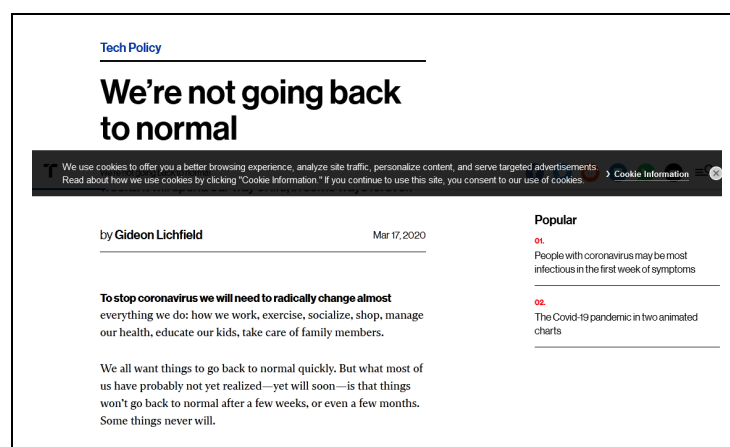 Tech Policy
We're not going back
to normal
We use cookies to offer you a better browsing experience, analyze site traffic, personalize content, and serve targeted advertisements.
Read about how we use cookies by clicking "Cookie Information." If you continue to use this site, you consent to our use of cookies.
Cookie Information
by Gideon Lichfield
Mar 17, 2020
To stop coronavirus we will need to radically change almost
everything we do: how we work, exercise, socialize, shop, manage
our health, educate our kids, take care of family members.
We all want things to go back to normal quickly. But what most of
us have probably not yet realized—yet will soon—is that things
won't go back to normal after a few weeks, or even a few months.
Some things never will.
Popular
01.
People with coronavirus may be most
infectious in the first week of symptoms
02.
The Covid-19 pandemic in two animated
charts